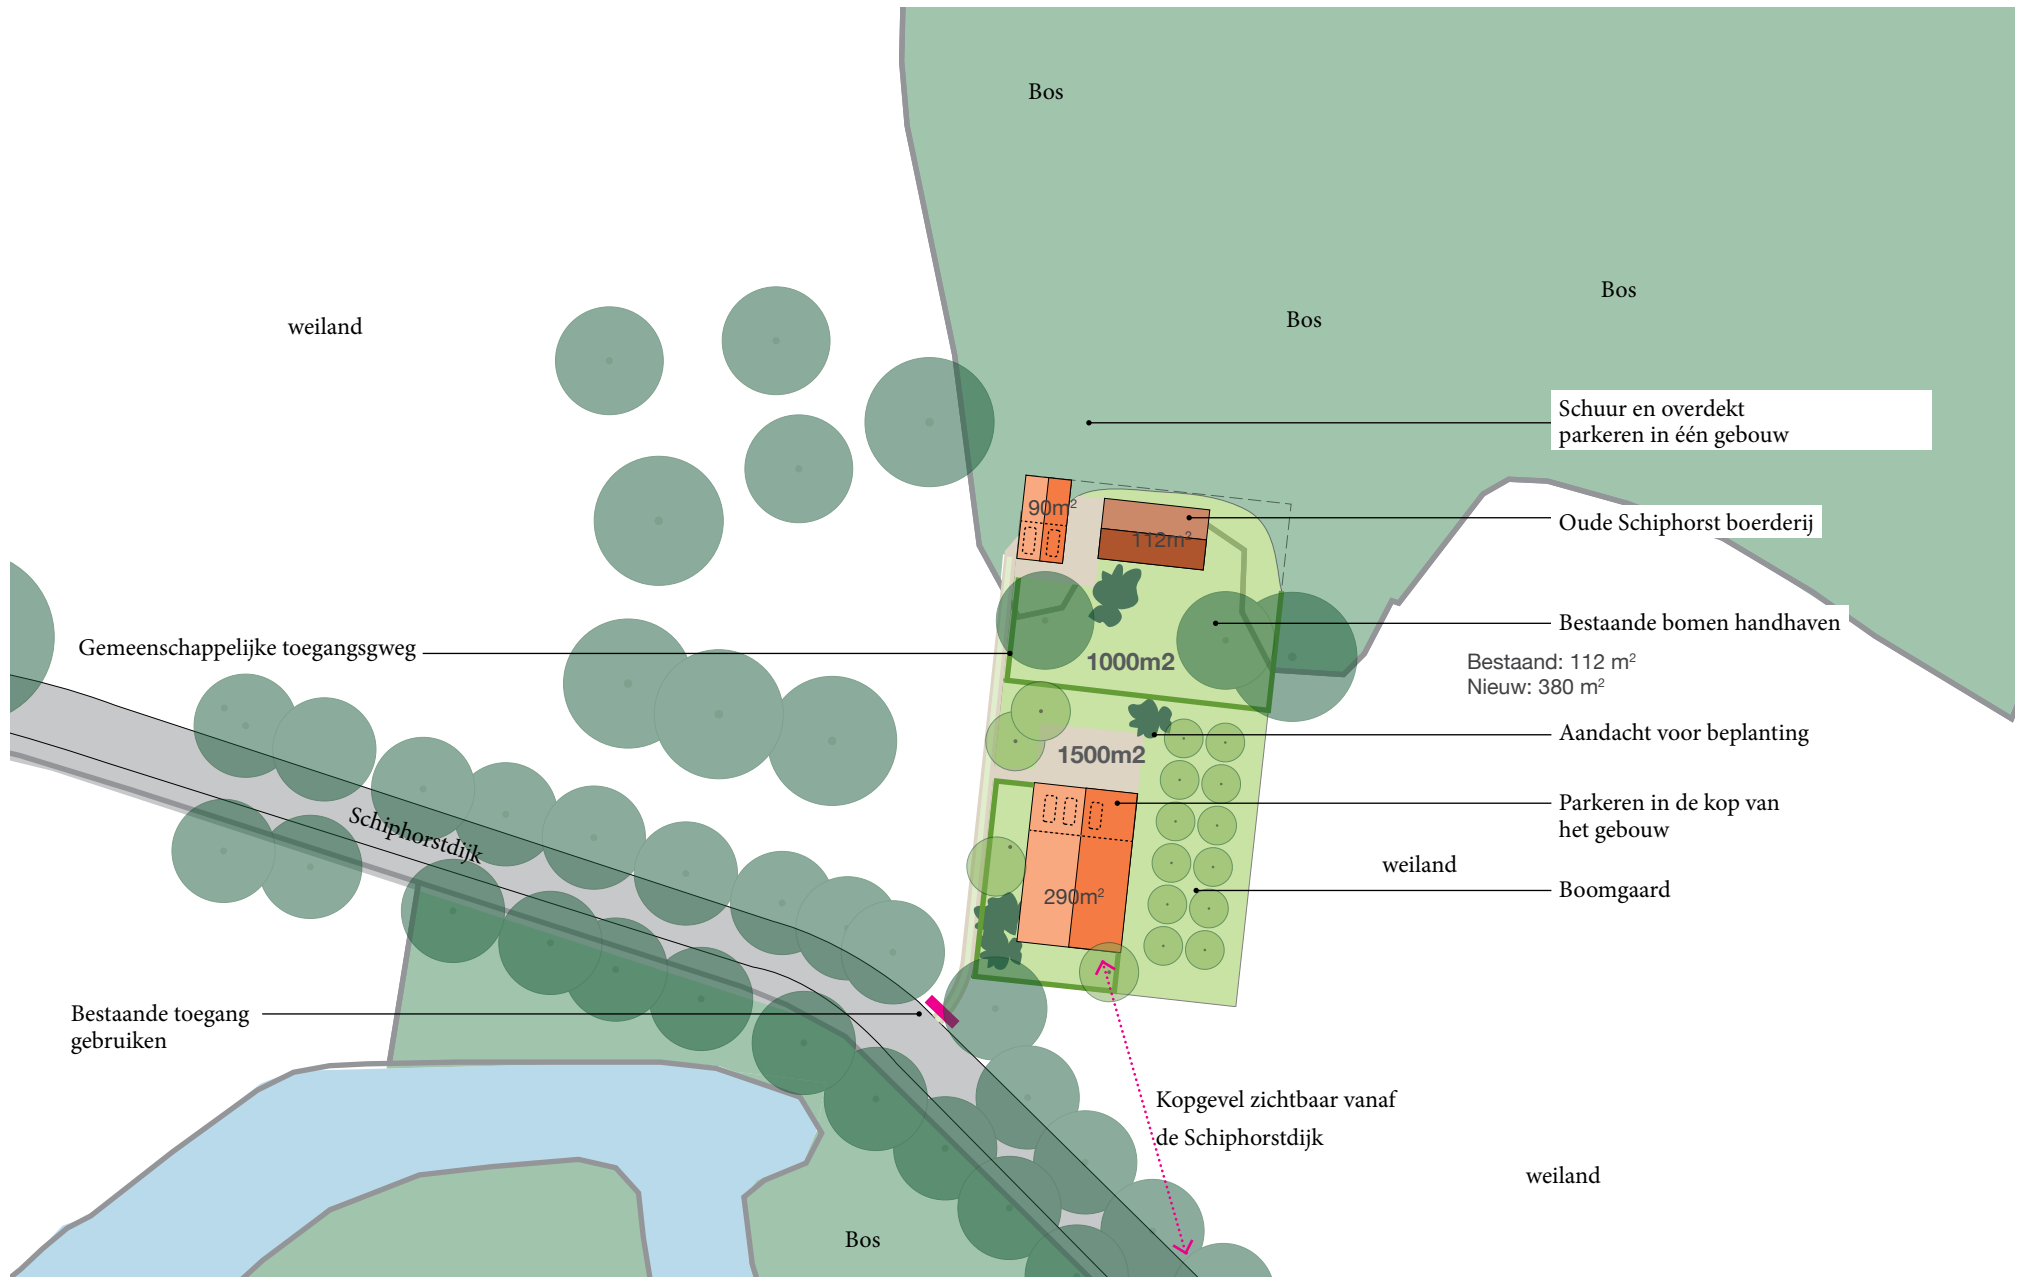 Bos
Bos
Bos
weiland
Schuur en overdekt
parkeren in één gebouw
90m²
112m²
Oude Schiphorst boerderij
Bestaande bomen handhaven
Gemeenschappelijke toegangsgweg
1000m2
Bestaand: 112 m²
Nieuw: 380 m²
Aandacht voor beplanting
1500m2
Parkeren in de kop van
het gebouw
Schiphorstdijk
weiland
290m²
Boomgaard
Bestaande toegang
gebruiken
Kopgevel zichtbaar vanaf
de Schiphorstdijk
weiland
Bos